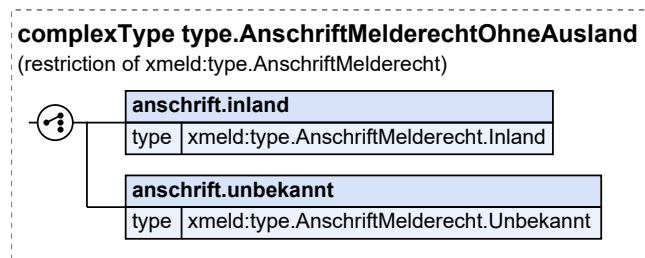 complexType type.AnschriftMelderechtOhneAusland
(restriction of xmeld:type.AnschriftMelderecht)
anschrift.inland
type xmeld:type.AnschriftMelderecht.Inland
anschrift.unbekannt
type xmeld:type.AnschriftMelderecht.Unbekannt